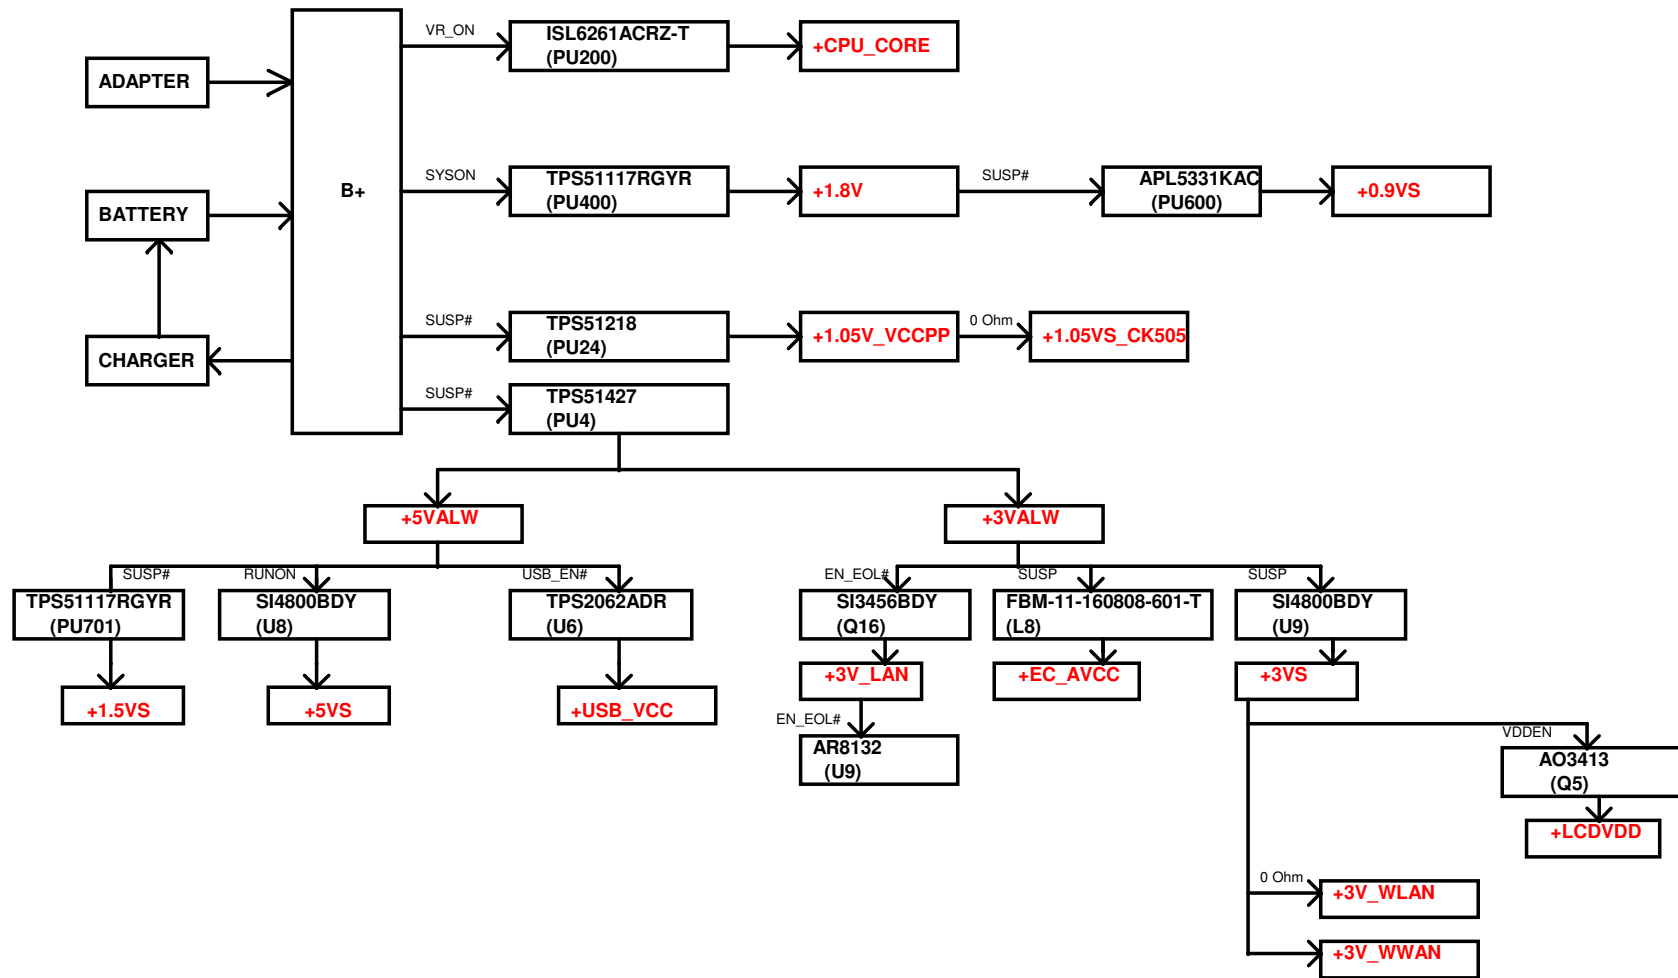 VR_ON
ISL6261ACRZ-T
(PU200)
+CPU_CORE
ADAPTER
B+
SYSON
TPS51117RGYR
(PU400)
+1.8V
SUSP#
APL5331KAC
(PU600)
+0.9VS
BATTERY
SUSP#
TPS51218
(PU24)
+1.05V_VCCPP
0 Ohm
+1.05VS_CK505
CHARGER
SUSP#
TPS51427
(PU4)
+5VALW
+3VALW
SUSP#
TPS51117RGYR
(PU701)
+1.5VS
RUNON
SI4800BDY
(U8)
+5VS
USB_EN#
TPS2062ADR
(U6)
+USB_VCC
EN_EOL#
SI3456BDY
(Q16)
+3V_LAN
EN_EOL#
AR8132
(U9)
SUSP
FBM-11-160808-601-T
(L8)
+EC_AVCC
SUSP
SI4800BDY
(U9)
+3VS
VDDEN
AO3413
(Q5)
+LCDVDD
0 Ohm
+3V_WLAN
+3V_WWAN